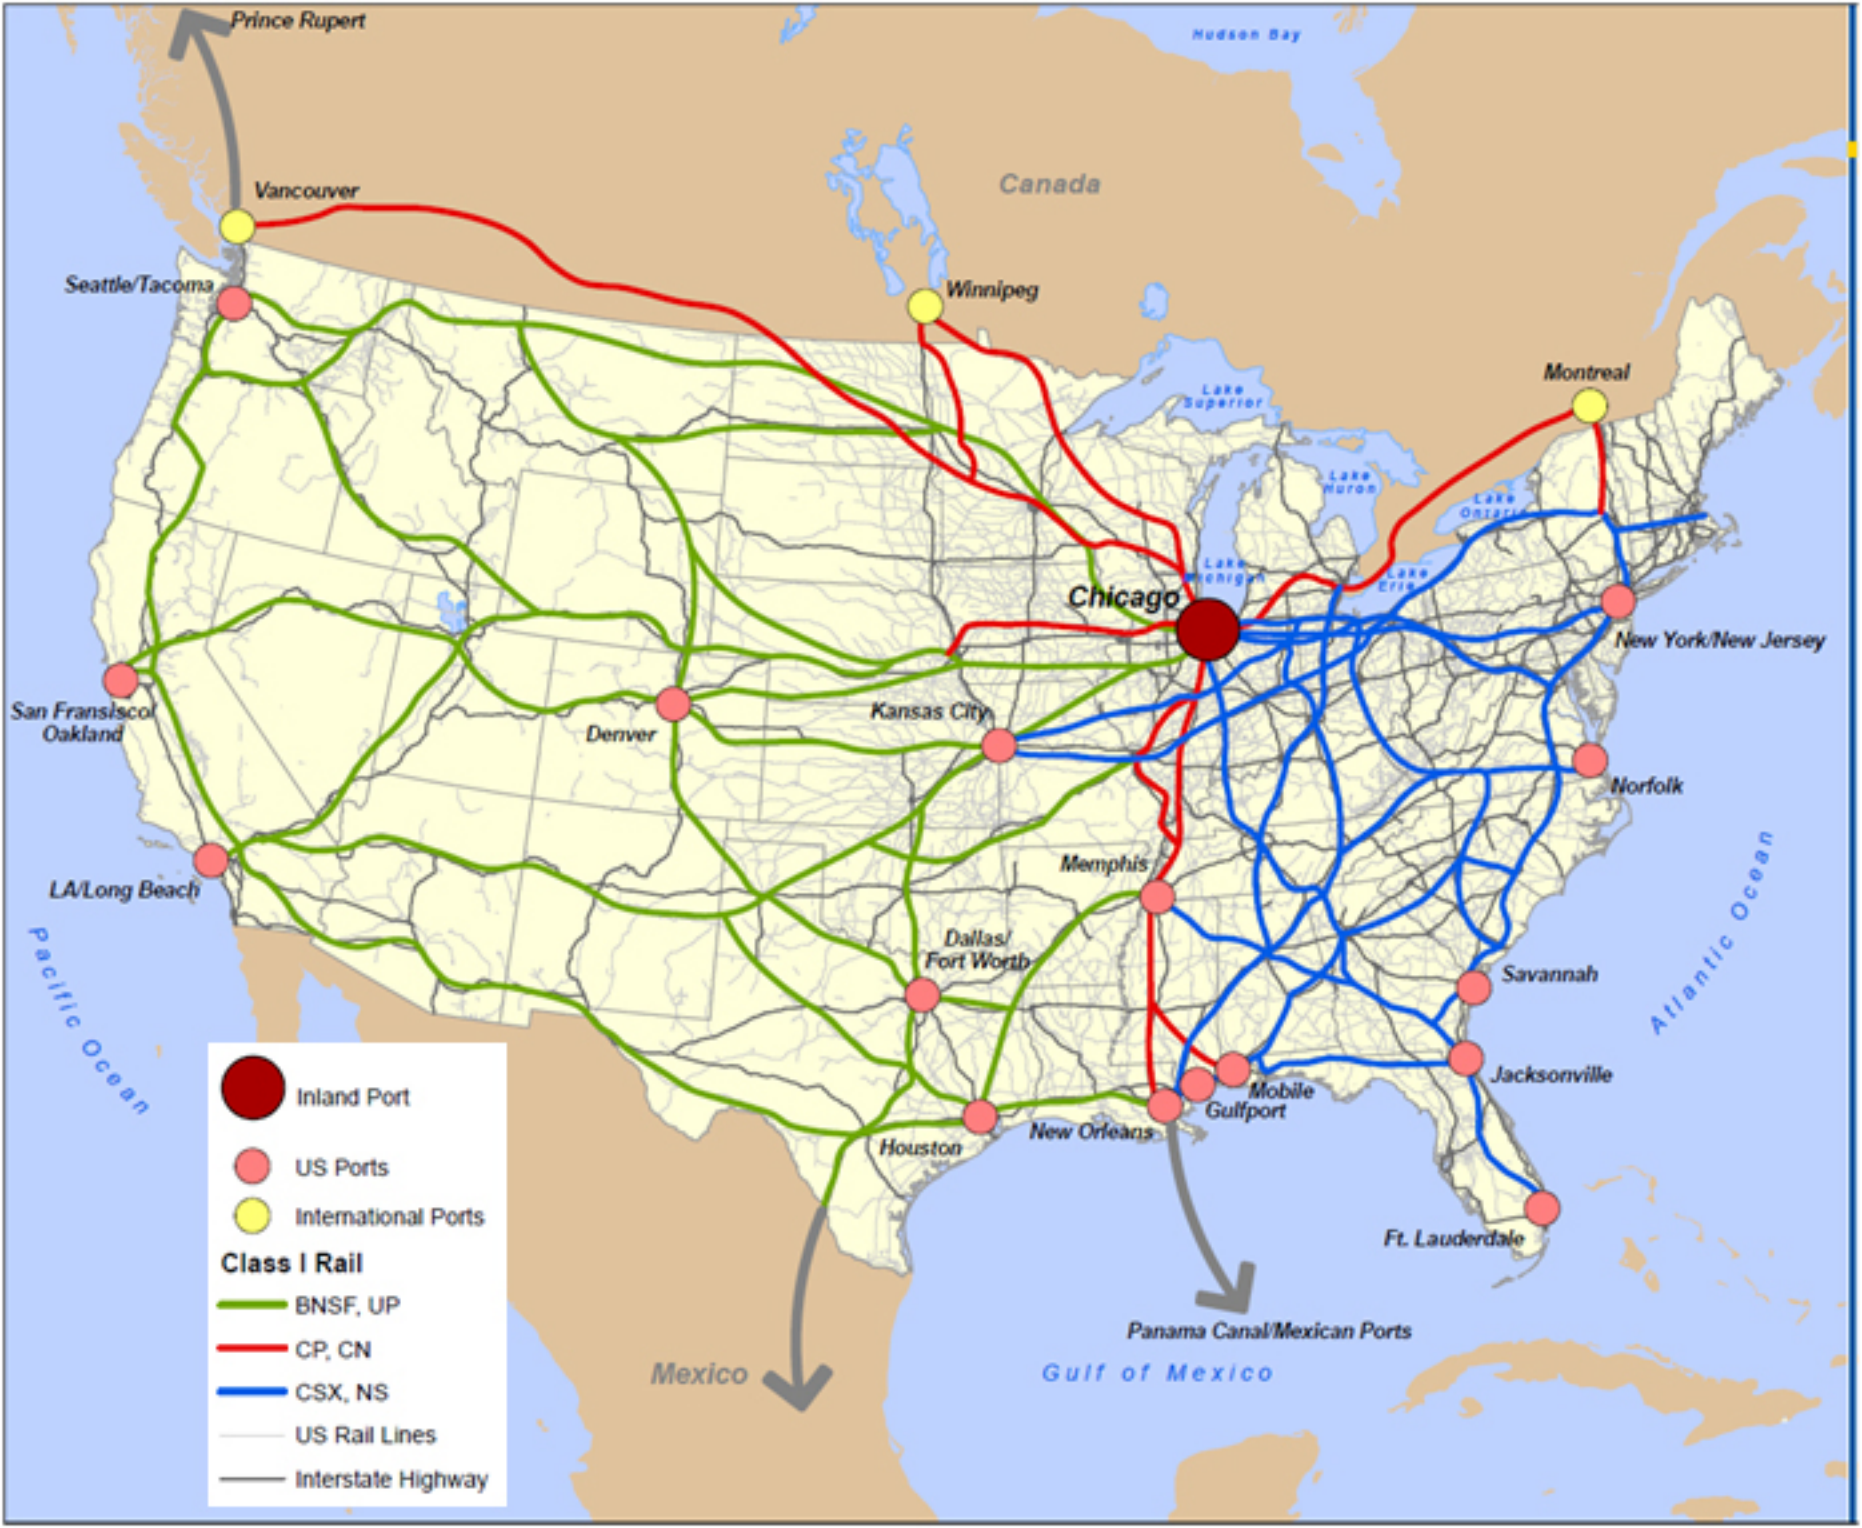 Prince Rupert
Hudson Bay
Vancouver
Canada
Seattle/Tacoma
Winnipeg
Montreal
Lake
Superior
Lake
Huron
Lake
Ontario
Lake
Michigan
Lake
Erie
Chicago
New York/New Jersey
San Fransisco/
Oakland
Denver
Kansas City
Norfolk
LA/Long Beach
Memphis
Pacific Ocean
Atlantic Ocean
Dallas/
Fort Worth
Savannah
Jacksonville
Mobile
Gulfport
New Orleans
Houston
Ft. Lauderdale
Panama Canal/Mexican Ports
Gulf of Mexico
Mexico
Inland Port
US Ports
International Ports
Class I Rail
BNSF, UP
CP, CN
CSX, NS
US Rail Lines
Interstate Highway